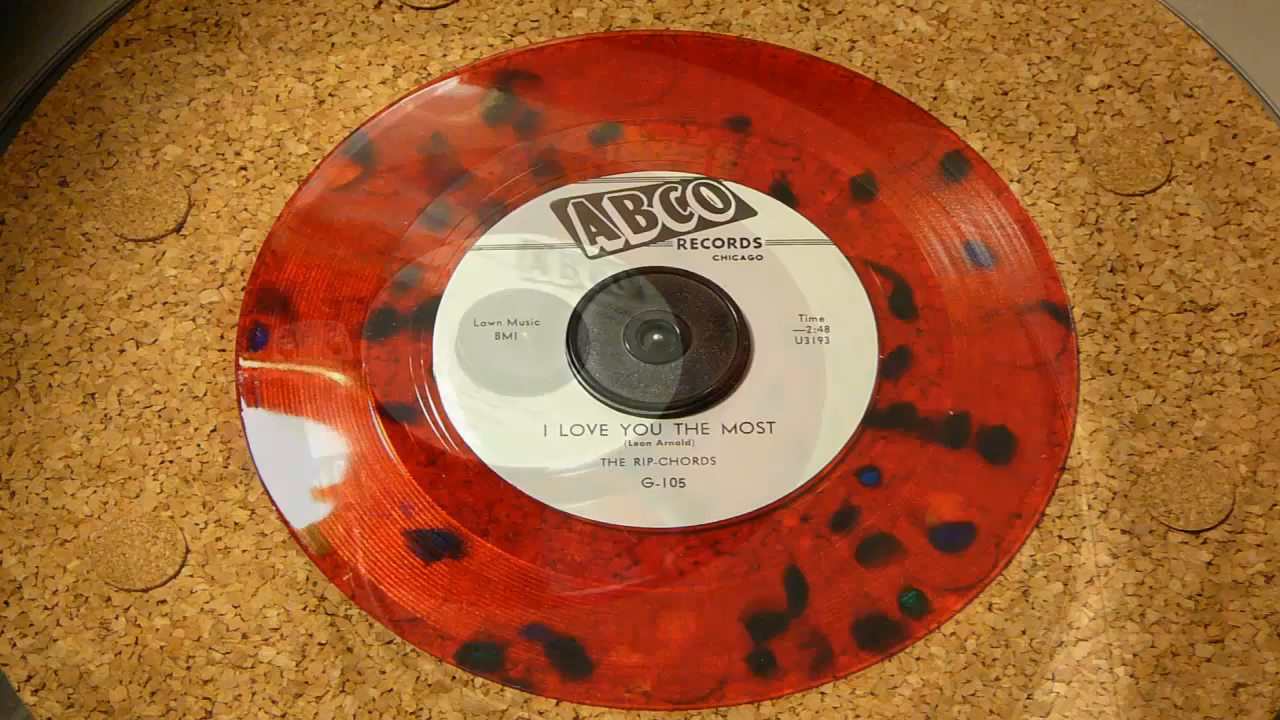 ABCO
RECORDS
CHICAGO
Lawn Music
BMI
Time
—2:48
U3193
I LOVE YOU THE MOST
(Leon Arnold)
THE RIP-CHORDS
G-105